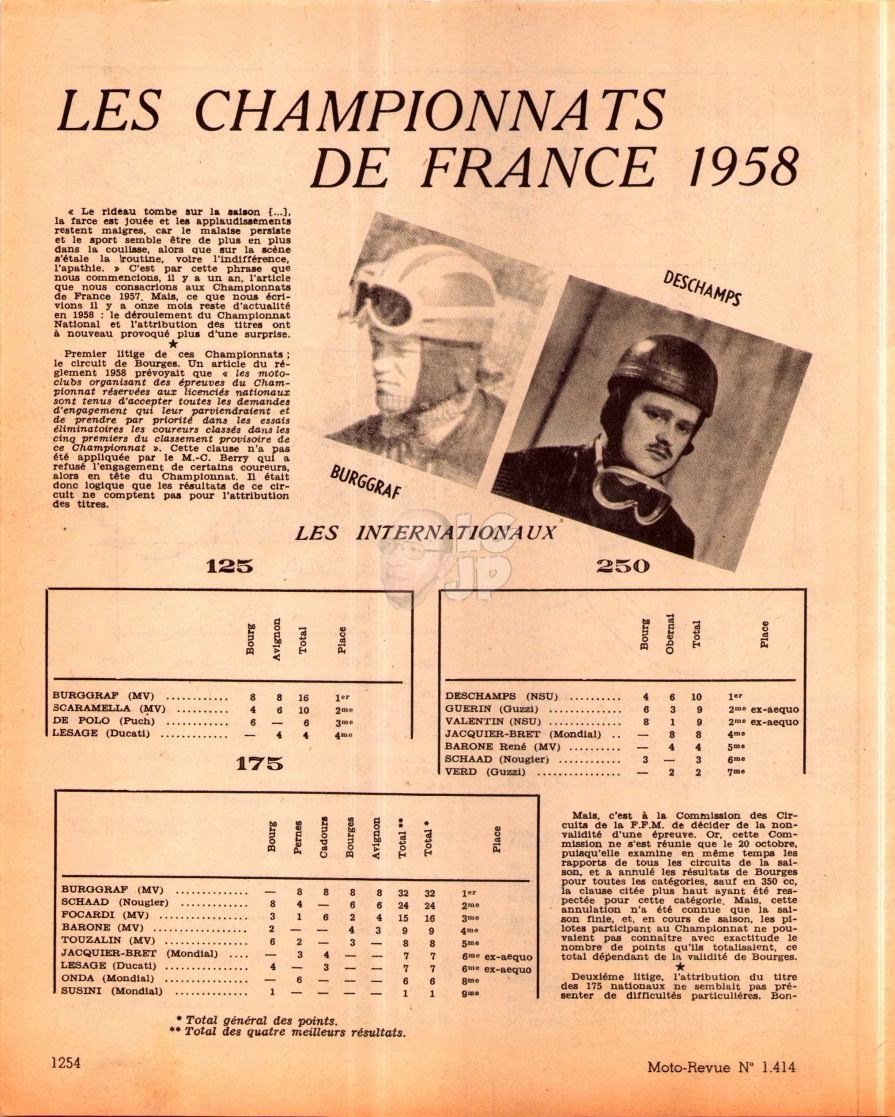 LES CHAMPIONNATS
DE FRANCE 1958
« Le rideau tombe sur la saison {...],
la farce est jouée et les applaudissements
restent maigres, car le malaise persiste
et le sport semble être de plus en plus
dans la coulisse, alors que sur la scène
s'étale la routine, voire l'indifférence,
l'apathie. » C'est par cette phrase que
nous commencions, il y a un an, l'article
que nous consacrions aux Championnats
de France 1957. Mais, ce que nous écri-
vions il y a onze mois reste d'actualité
en 1958 : le déroulement du Championnat
National et l'attribution des titres ont
à nouveau provoqué plus d'une surprise.
★
Premier litige de ces Championnats ;
le circuit de Bourges. Un article du ré-
glement 1958 prévoyait que « les moto-
clubs organisant des épreuves du Cham-
pionnat réservées aux licenciés nationaux
sont tenus d'accepter toutes les demandes
d'engagement qui leur parviendraient et
de prendre par priorité dans les essais
éliminatoires les coureurs classés dans les
cinq premiers du classement provisoire de
ce Championnat ». Cette clause n'a pas
été appliquée par le M.-C. Berry qui a
refusé l'engagement de certains coureurs,
alors en tête du Championnat. Il était
donc logique que les résultats de ce cir-
cuit ne comptent pas pour l'attribution
des titres.
BURGGRAF
DESCHAMPS
LES INTERNATIONAUX
LC
JP
125
Bourg Avignon Total Place
BURGGRAF (MV) ............ 8 8 16 1er
SCARAMELLA (MV) ............ 4 6 10 2me
DE POLO (Puch) ............ 6 — 6 3me
LESAGE (Ducati) ............ — 4 4 4me
250
Bourg Obernal Total Place
DESCHAMPS (NSU) .......... 4 6 10 1er
GUERIN (Guzzi) ............ 6 3 9 2me ex-aequo
VALENTIN (NSU) ............ 8 1 9 2me ex-aequo
JACQUIER-BRET (Mondial) .. — 8 8 4me
BARONE René (MV) .......... — 4 4 5me
SCHAAD (Nougier) ............ 3 — 3 6me
VERD (Guzzi) ................ — 2 2 7me
175
Bourg Pernes Cadours Bourges Avignon Total ** Total * Place
BURGGRAF (MV) .............. — 8 8 8 8 32 32 1er
SCHAAD (Nougier) .............. 8 4 — 6 6 24 24 2me
FOCARDI (MV) .............. 3 1 6 2 4 15 16 3me
BARONE (MV) .............. 2 — — 4 3 9 9 4me
TOUZALIN (MV) .............. 6 2 — 3 — 8 8 5me
JACQUIER-BRET (Mondial) .... — 3 4 — — 7 7 6me ex-aequo
LESAGE (Ducati) .............. 4 — 3 — — 7 7 6me ex-aequo
ONDA (Mondial) .............. — 6 — — — 6 6 8me
SUSINI (Mondial) .............. 1 — — — — 1 1 9me
* Total général des points.
** Total des quatre meilleurs résultats.
Mais, c'est à la Commission des Cir-
cuits de la F.F.M. de décider de la non-
validité d'une épreuve. Or, cette Com-
mission ne s'est réunie que le 20 octobre,
puisqu'elle examine en même temps les
rapports de tous les circuits de la sai-
son, et a annulé les résultats de Bourges
pour toutes les catégories, sauf en 350 cc,
la clause citée plus haut ayant été res-
pectée pour cette catégorie. Mais, cette
annulation n'a été connue que la sai-
son finie, et, en cours de saison, les pi-
lotes participant au Championnat ne pou-
vaient pas connaître avec exactitude le
nombre de points qu'ils totalisaient, ce
total dépendant de la validité de Bourges.
★
Deuxième litige, l'attribution du titre
des 175 nationaux ne semblait pas pré-
senter de difficultés particulières. Bon-
1254
Moto-Revue N° 1.414